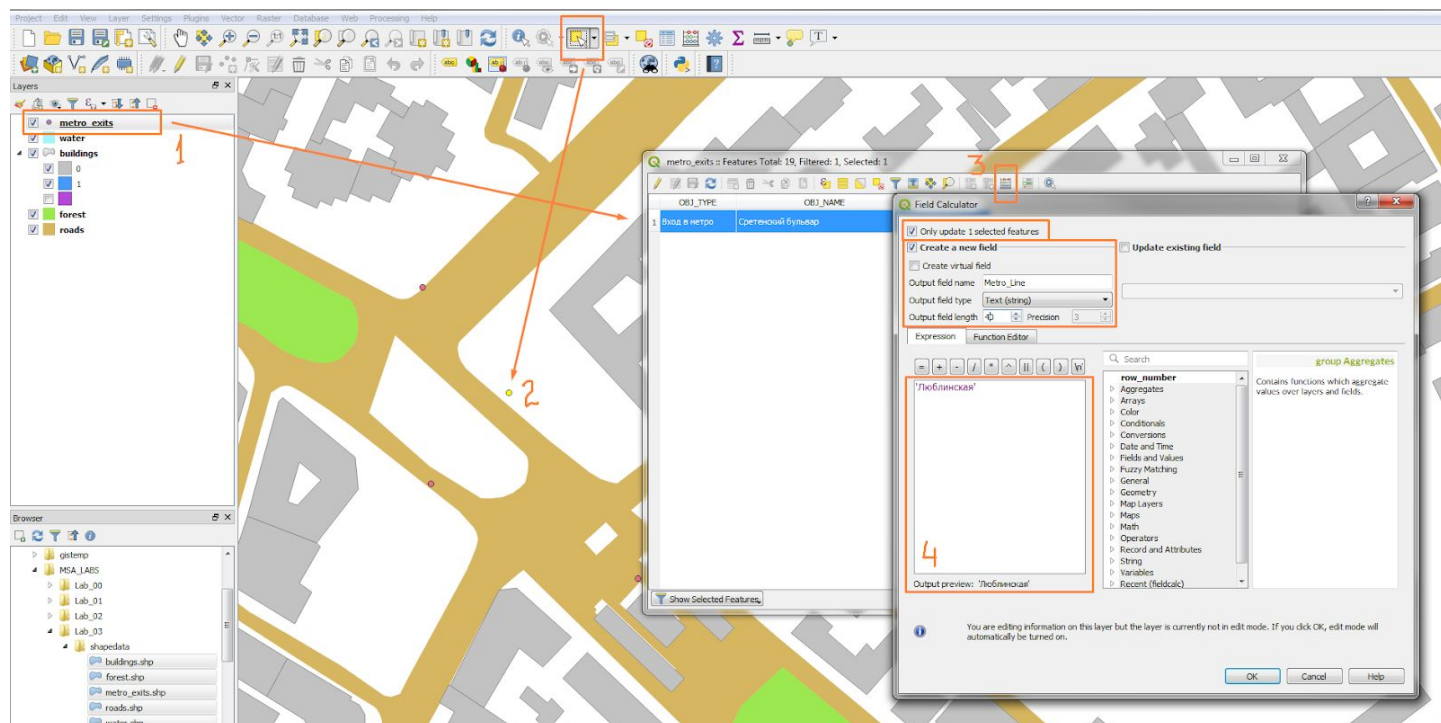 Project Edit View Layer Settings Plugins Vector Raster Database Web Processing Help
Layers
metro_exits
water
buildings
0
1
forest
roads
1
2
3
4
metro_exits :: Features Total: 19, Filtered: 1, Selected: 1
OBJ_TYPE OBJ_NAME
1 Вход в метро Сретенский бульвар
Show Selected Features
Field Calculator
Only update 1 selected features
Create a new field
Update existing field
Create virtual field
Output field name Metro_Line
Output field type Text (string)
Output field length Precision 3
Expression Function Editor
= + - / * ^ || ( ) '\n'
'Люблинская'
Output preview: 'Люблинская'
Search
row_number
Aggregates
Arrays
Color
Conditionals
Conversions
Date and Time
Fields and Values
Fuzzy Matching
General
Geometry
Map Layers
Maps
Math
Operators
Record and Attributes
String
Variables
Recent (fieldcalc)
group Aggregates
Contains functions which aggregate
values over layers and fields.
You are editing information on this layer but the layer is currently not in edit mode. If you click OK, edit mode will
automatically be turned on.
OK Cancel Help
Browser
gistemp
MSA_LABS
Lab_00
Lab_01
Lab_02
Lab_03
shapedata
buildings.shp
forest.shp
metro_exits.shp
roads.shp
water.shp